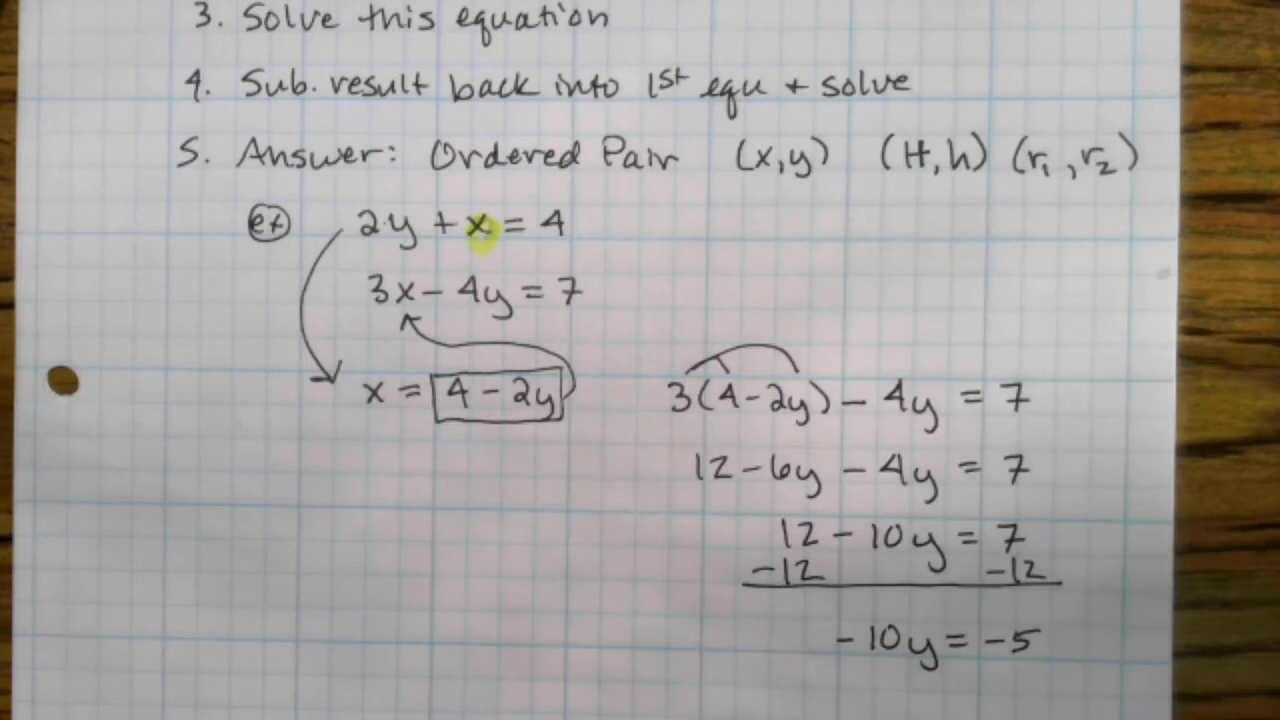 3. Solve this equation
4. Sub. result back into 1st equ + solve
5. Answer: Ordered Pair (x,y) (H,h) (r₁,r₂)
ex 2y + x = 4
3x - 4y = 7
x = 4 - 2y
3(4-2y) - 4y = 7
12 - 6y - 4y = 7
12 - 10y = 7
-12 -12
-10y = -5